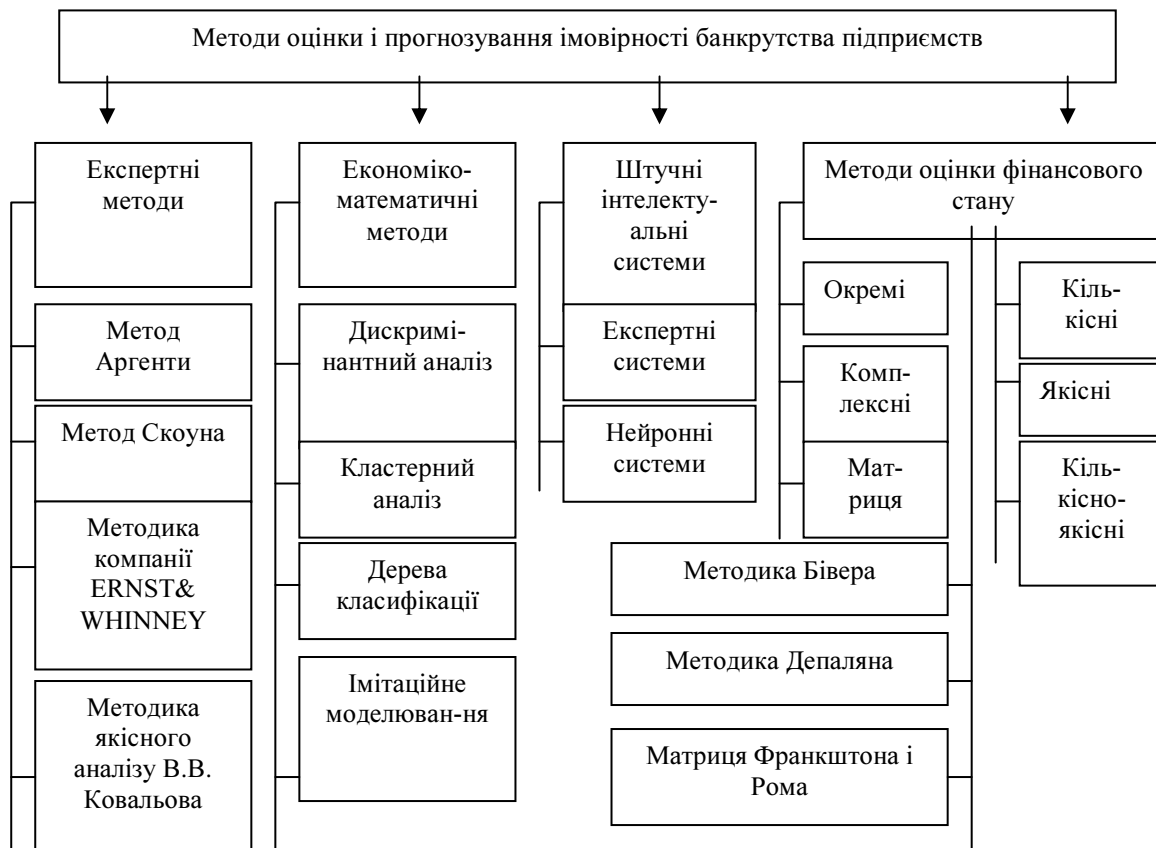 Методи оцінки і прогнозування імовірності банкрутства підприємств
Експертні
методи
Метод
Аргенти
Метод Скоуна
Методика
компанії
ERNST&
WHINNEY
Методика
якісного
аналізу В.В.
Ковальова
Економіко-
математичні
методи
Дискримі-
нантний аналіз
Кластерний
аналіз
Дерева
класифікації
Імітаційне
моделюван-ня
Штучні
інтелекту-
альні
системи
Експертні
системи
Нейронні
системи
Методи оцінки фінансового
стану
Окремі
Комп-
лексні
Мат-
риця
Кіль-
кісні
Якісні
Кіль-
кісно-
якісні
Методика Бівера
Методика Депаляна
Матриця Франкштона і
Рома